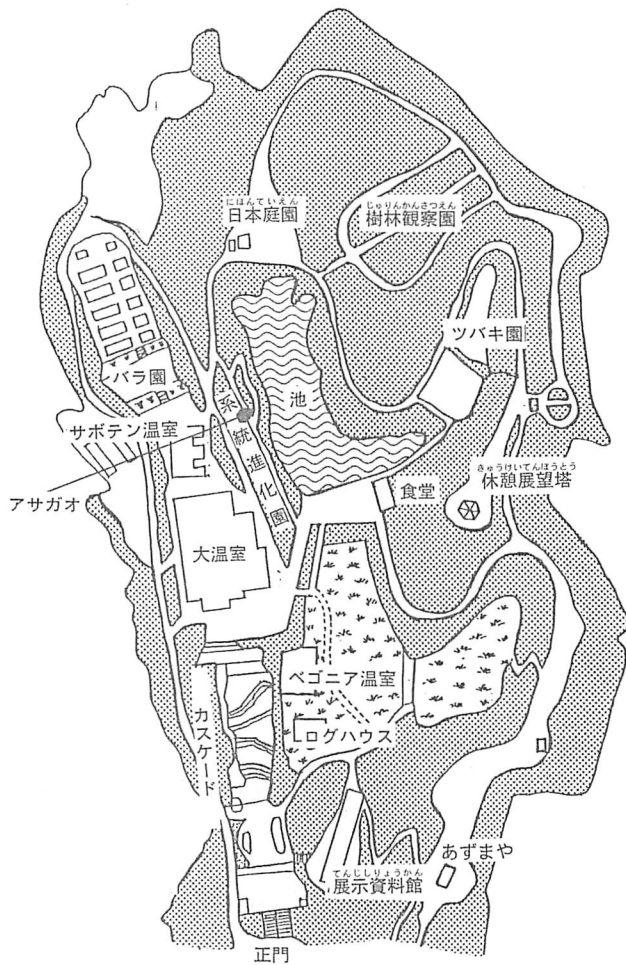 にほんていえん
日本庭園
じゅりんかんさつえん
樹林観察園
ツバキ園
バラ園
池
サボテン温室
系統進化園
きゅうけいてんぼうとう
休憩展望塔
アサガオ
食堂
大温室
ベゴニア温室
カスケード
ログハウス
あずまや
てんじしりょうかん
展示資料館
正門